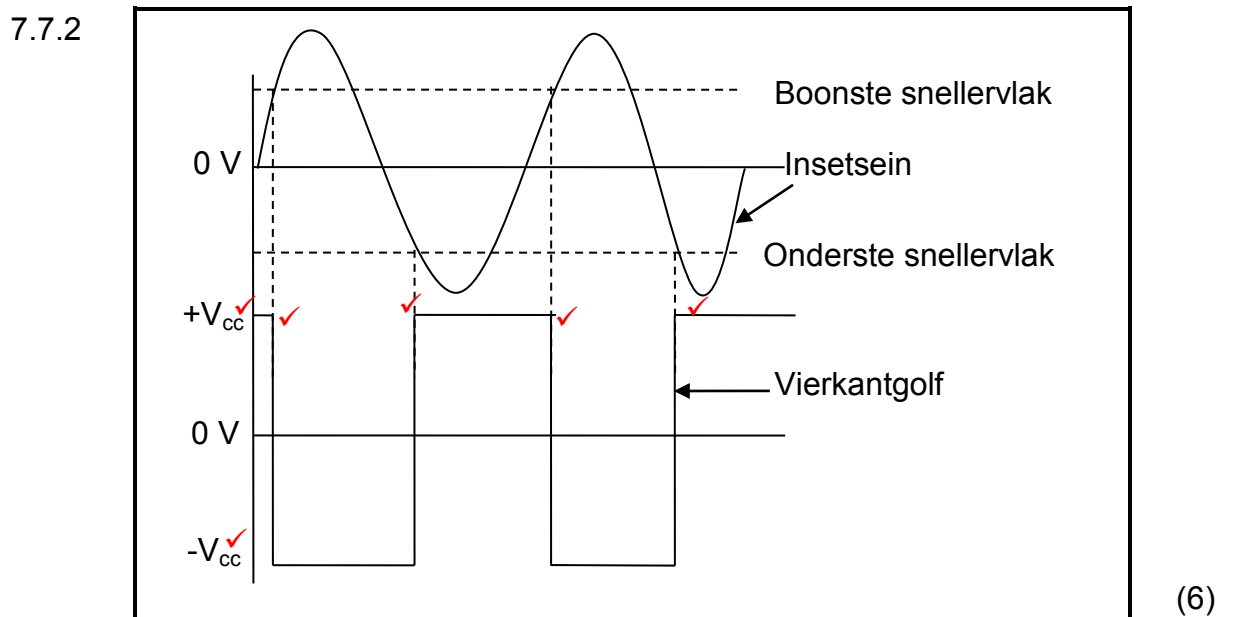 7.7.2
Boonste snellervlak
0 V
Insetsein
Onderste snellervlak
+Vcc
Vierkantgolf
0 V
-Vcc
(6)